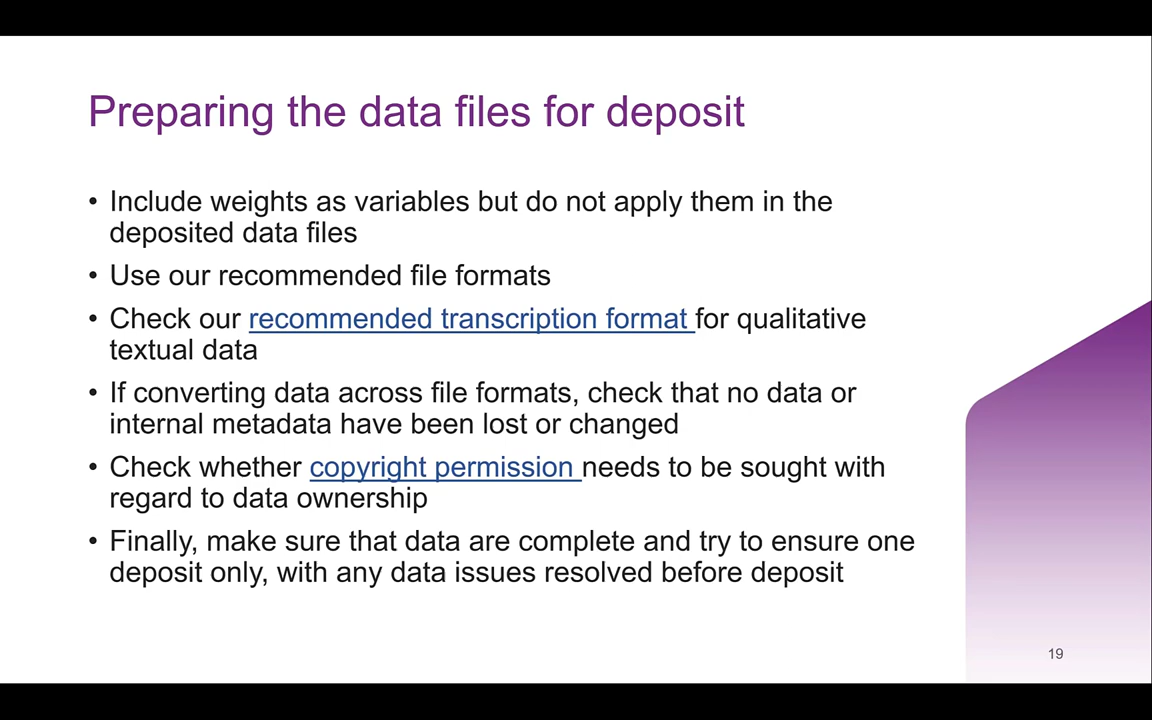 Preparing the data files for deposit
• Include weights as variables but do not apply them in the
deposited data files
• Use our recommended file formats
• Check our recommended transcription format for qualitative
textual data
• If converting data across file formats, check that no data or
internal metadata have been lost or changed
• Check whether copyright permission needs to be sought with
regard to data ownership
• Finally, make sure that data are complete and try to ensure one
deposit only, with any data issues resolved before deposit
19